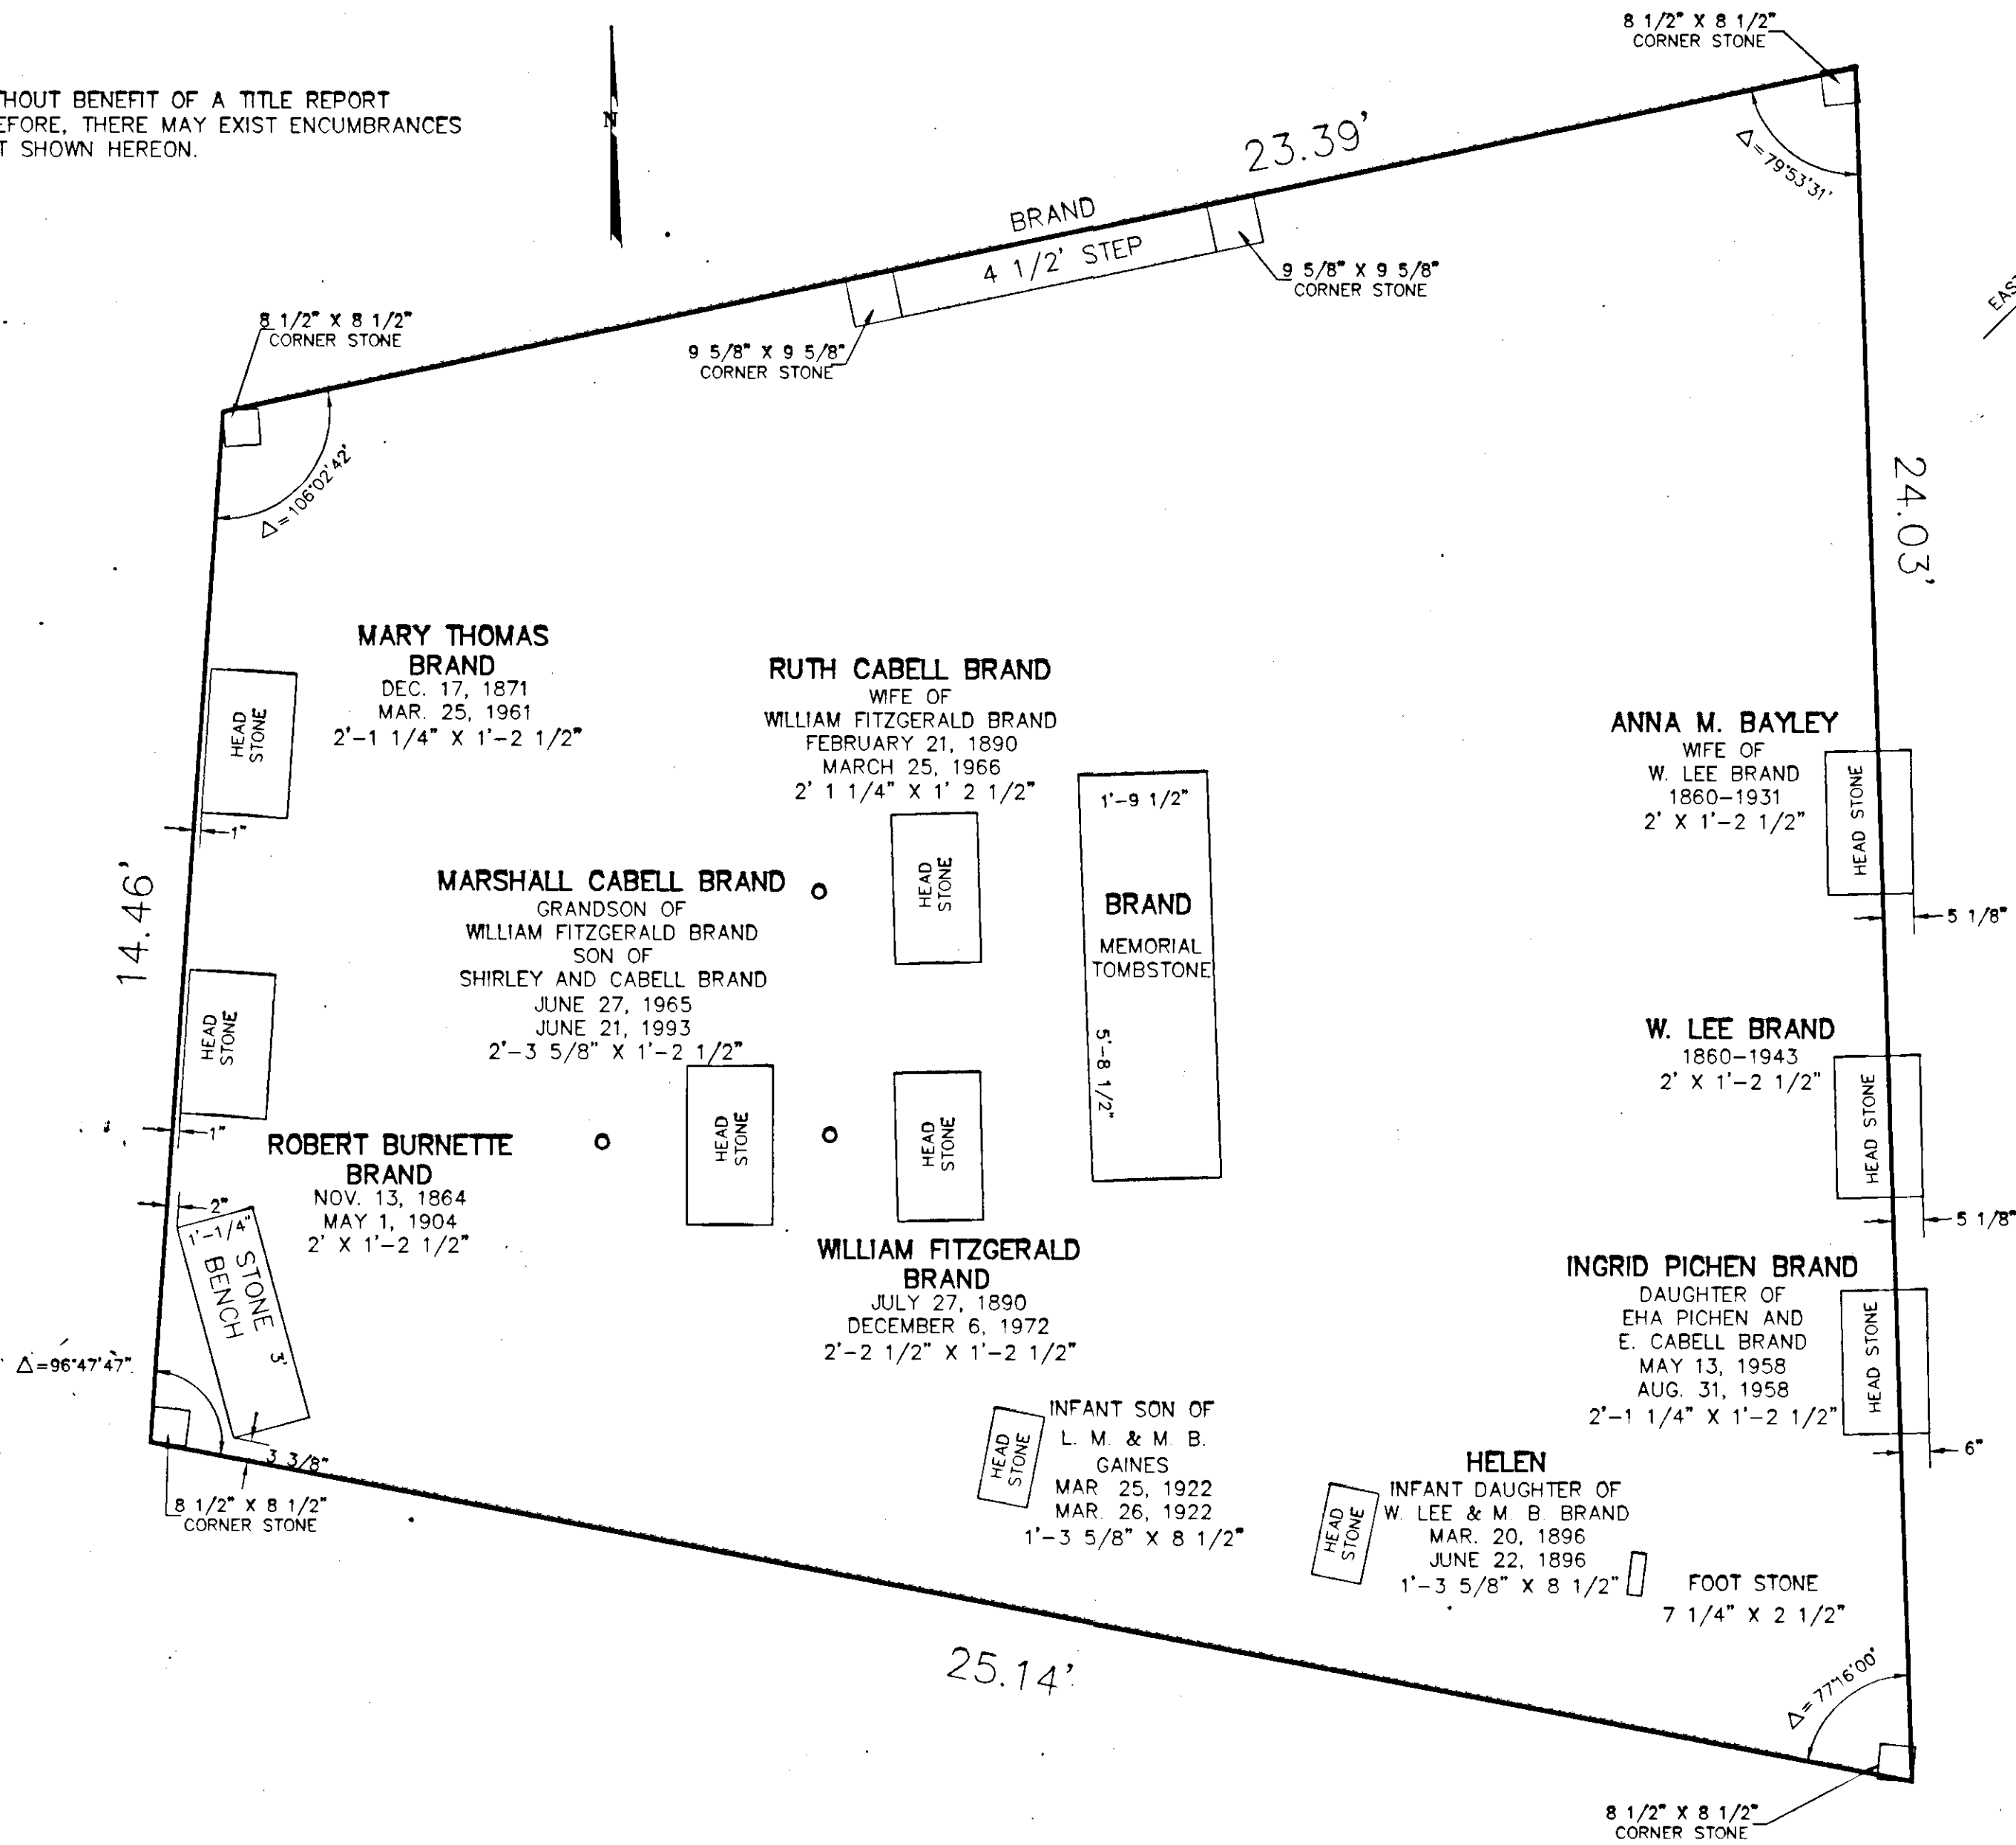 HOUT BENEFIT OF A TITLE REPORT
EFORE, THERE MAY EXIST ENCUMBRANCES
T SHOWN HEREON.
N
8 1/2" X 8 1/2"
CORNER STONE
23.39'
Δ=79°53'31'
BRAND
4 1/2' STEP
9 5/8" X 9 5/8"
CORNER STONE
EAS
8 1/2" X 8 1/2"
CORNER STONE
9 5/8" X 9 5/8"
CORNER STONE
Δ=106°02'42'
24.03'
MARY THOMAS
BRAND
DEC. 17, 1871
MAR. 25, 1961
2'-1 1/4" X 1'-2 1/2"
HEAD
STONE
1"
RUTH CABELL BRAND
WIFE OF
WILLIAM FITZGERALD BRAND
FEBRUARY 21, 1890
MARCH 25, 1966
2' 1 1/4" X 1' 2 1/2"
HEAD
STONE
1'-9 1/2"
BRAND
MEMORIAL
TOMBSTONE
5'-8 1/2"
ANNA M. BAYLEY
WIFE OF
W. LEE BRAND
1860-1931
2' X 1'-2 1/2"
HEAD STONE
5 1/8"
14.46'
MARSHALL CABELL BRAND
GRANDSON OF
WILLIAM FITZGERALD BRAND
SON OF
SHIRLEY AND CABELL BRAND
JUNE 27, 1965
JUNE 21, 1993
2'-3 5/8" X 1'-2 1/2"
HEAD
STONE
HEAD
STONE
1"
W. LEE BRAND
1860-1943
2' X 1'-2 1/2"
HEAD STONE
5 1/8"
ROBERT BURNETTE
BRAND
NOV. 13, 1864
MAY 1, 1904
2' X 1'-2 1/2"
2"
1'-1/4"
STONE
BENCH
3'
HEAD
STONE
WILLIAM FITZGERALD
BRAND
JULY 27, 1890
DECEMBER 6, 1972
2'-2 1/2" X 1'-2 1/2"
INGRID PICHEN BRAND
DAUGHTER OF
EHA PICHEN AND
E. CABELL BRAND
MAY 13, 1958
AUG. 31, 1958
2'-1 1/4" X 1'-2 1/2"
HEAD STONE
6"
Δ=96°47'47"
3 3/8"
8 1/2" X 8 1/2"
CORNER STONE
HEAD
STONE
INFANT SON OF
L. M. & M. B.
GAINES
MAR 25, 1922
MAR. 26, 1922
1'-3 5/8" X 8 1/2"
HEAD
STONE
HELEN
INFANT DAUGHTER OF
W. LEE & M. B. BRAND
MAR. 20, 1896
JUNE 22, 1896
1'-3 5/8" X 8 1/2"
FOOT STONE
7 1/4" X 2 1/2"
25.14'
Δ=77°16'00'
8 1/2" X 8 1/2"
CORNER STONE